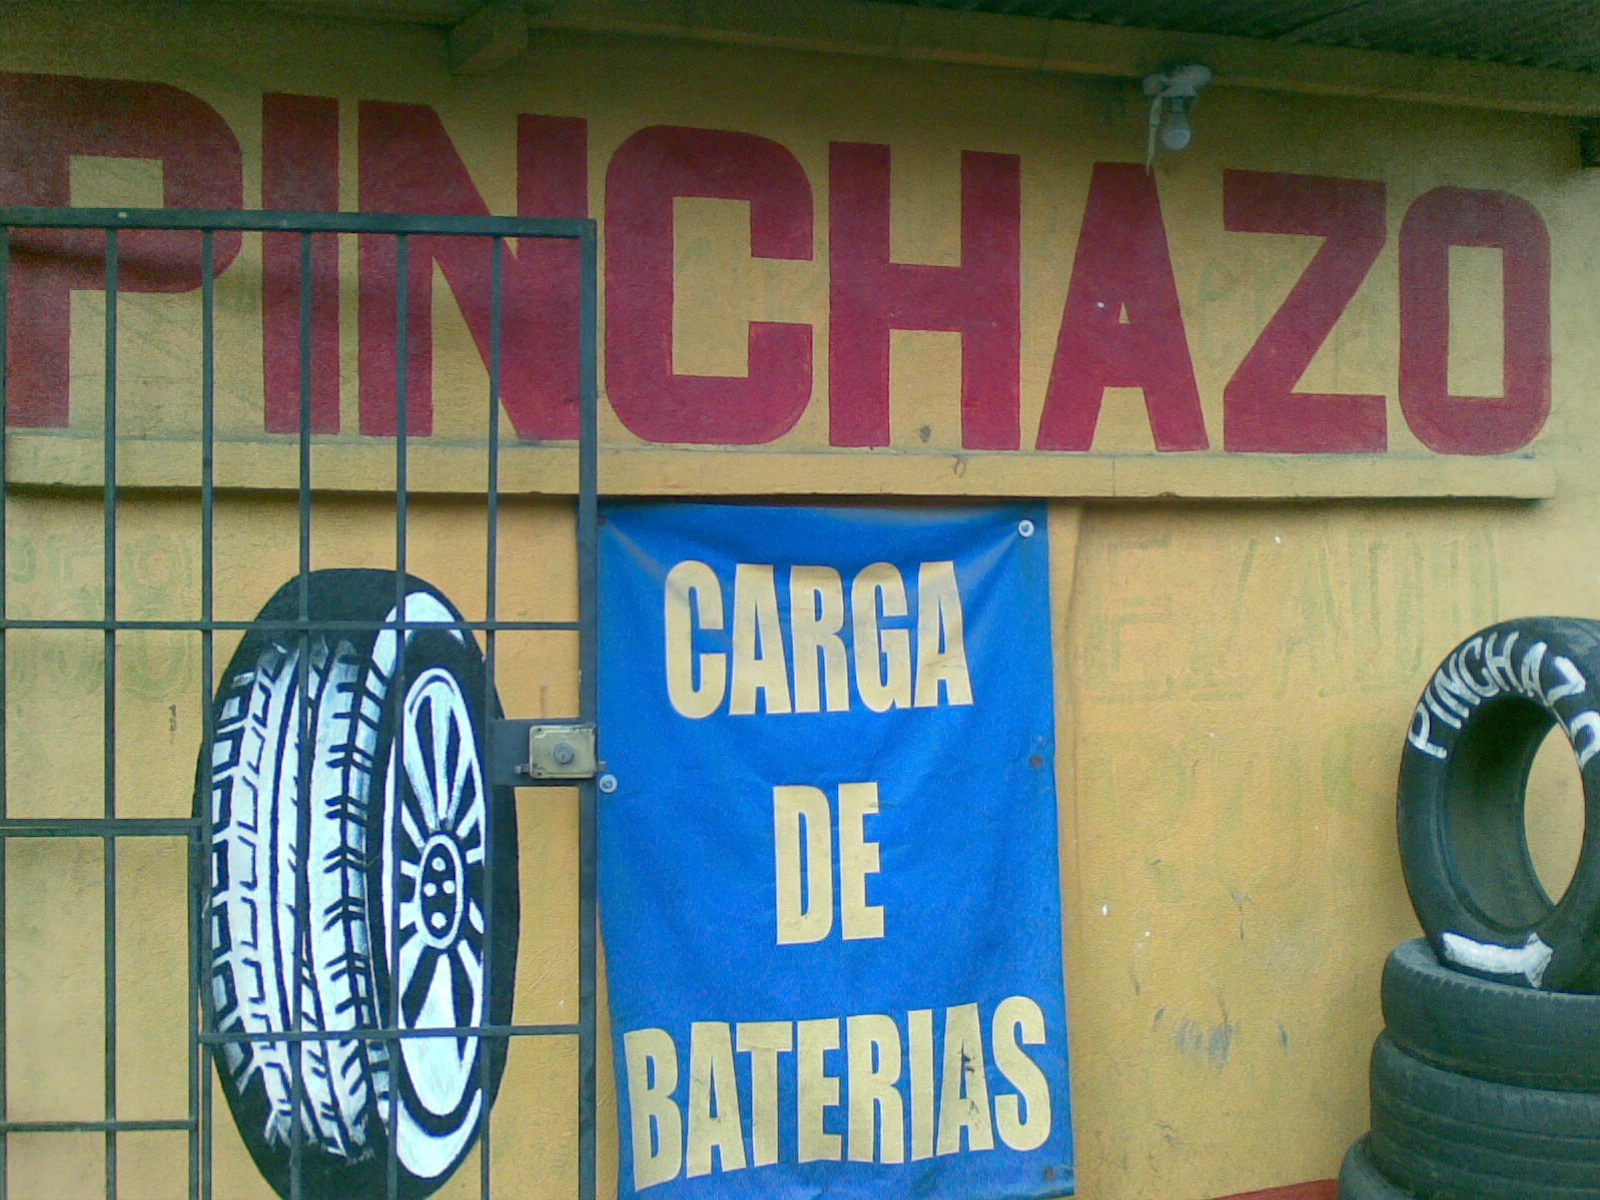 PINCHAZO
CARGA
DE
BATERIAS
PINCHAZO